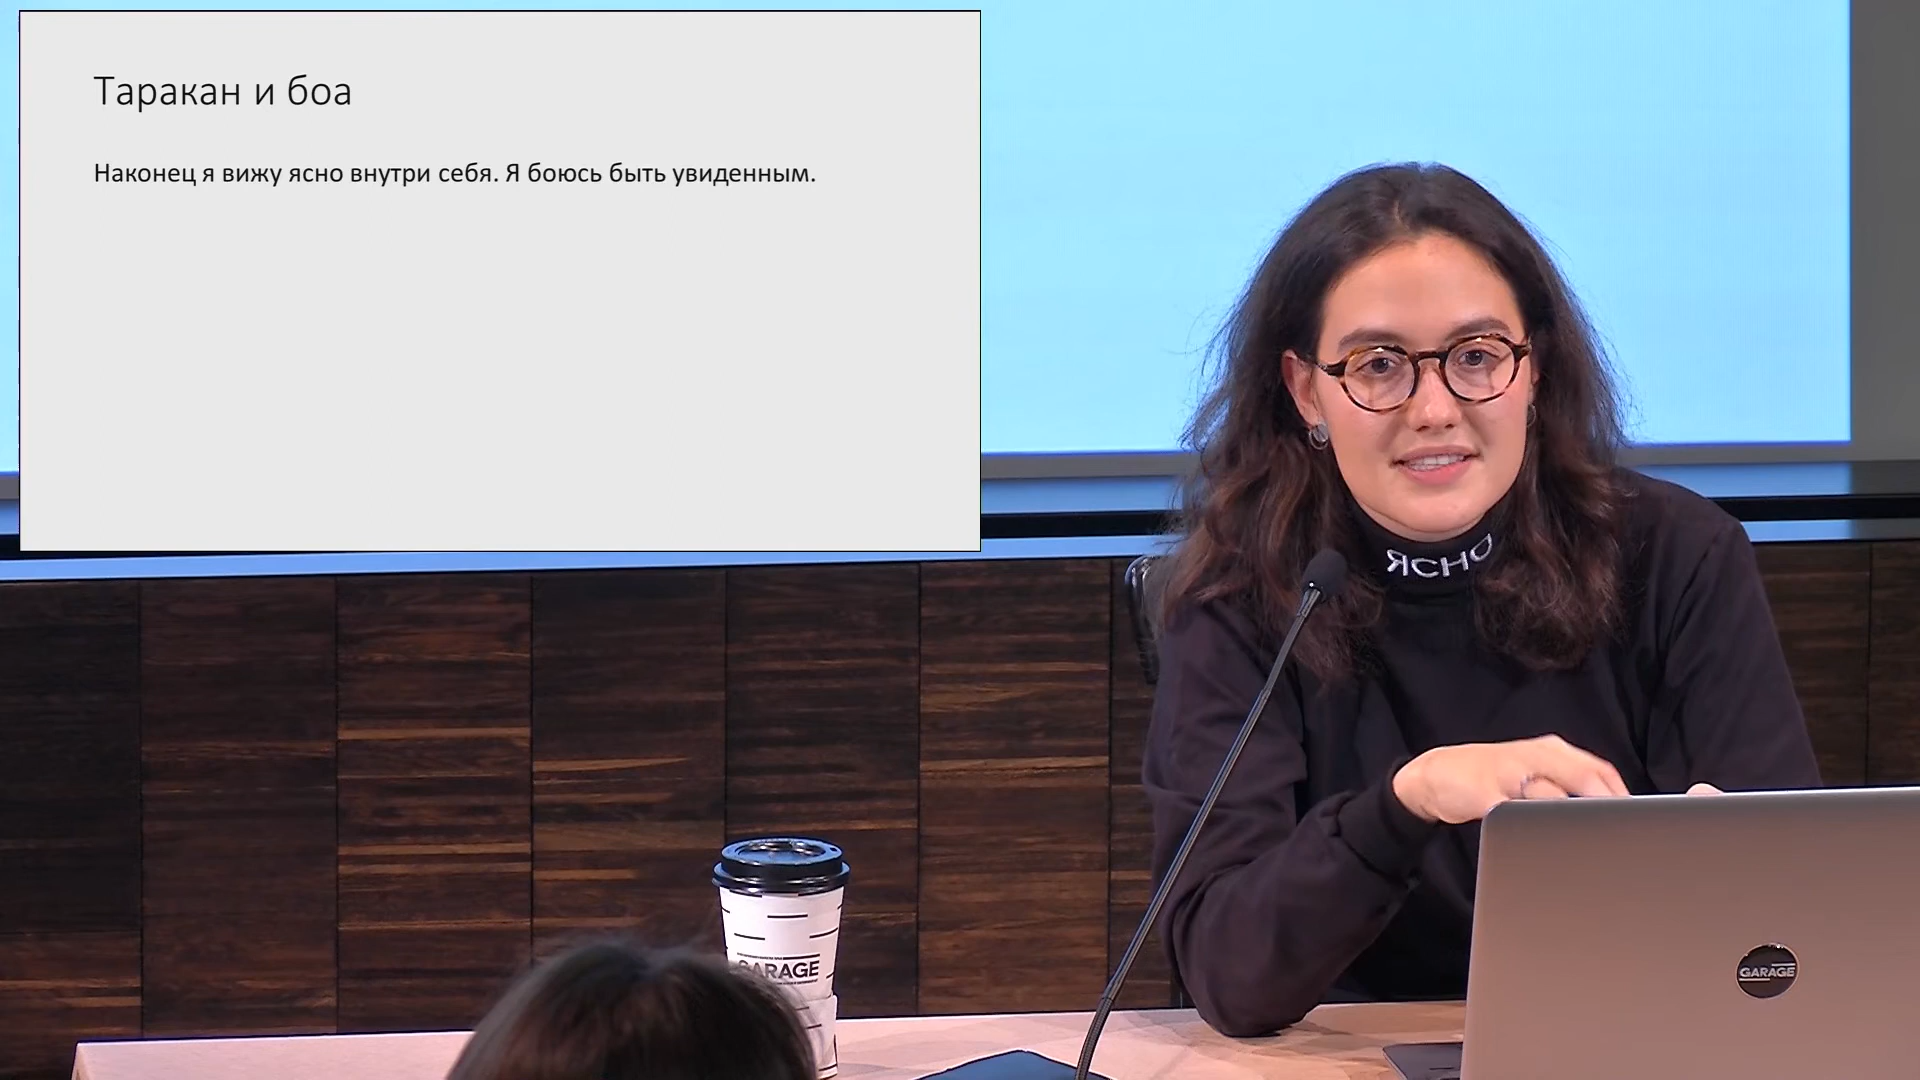 Таракан и боа
Наконец я вижу ясно внутри себя. Я боюсь быть увиденным.
ЯСНО
GARAGE
GARAGE